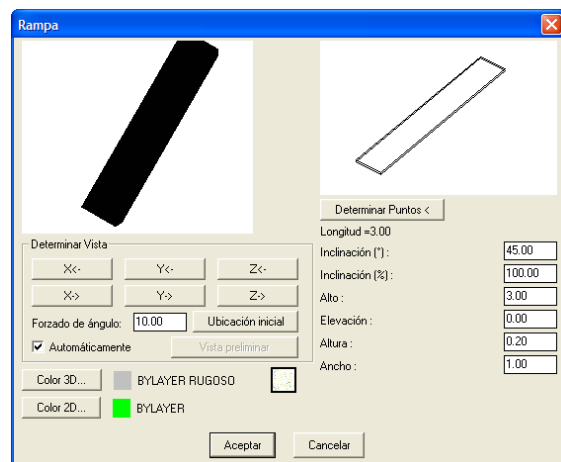 Rampa
Determinar Puntos <
Longitud =3.00
Inclinación (°) : 45.00
Inclinación (%) : 100.00
Alto : 3.00
Elevación : 0.00
Altura : 0.20
Ancho : 1.00
Determinar Vista
X<- Y<- Z<-
X-> Y-> Z->
Forzado de ángulo: 10.00 Ubicación inicial
Automáticamente Vista preliminar
Color 3D... BYLAYER RUGOSO
Color 2D... BYLAYER
Aceptar Cancelar